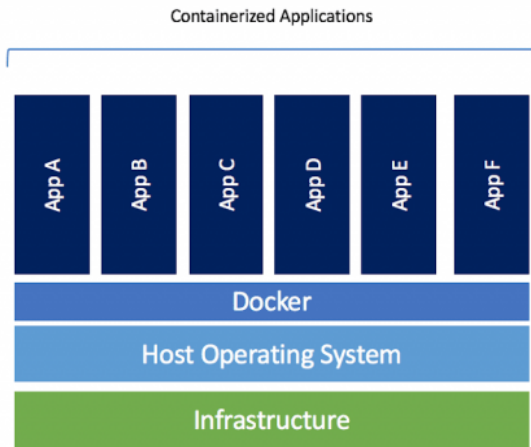 Containerized Applications
App A
App B
App C
App D
App E
App F
Docker
Host Operating System
Infrastructure